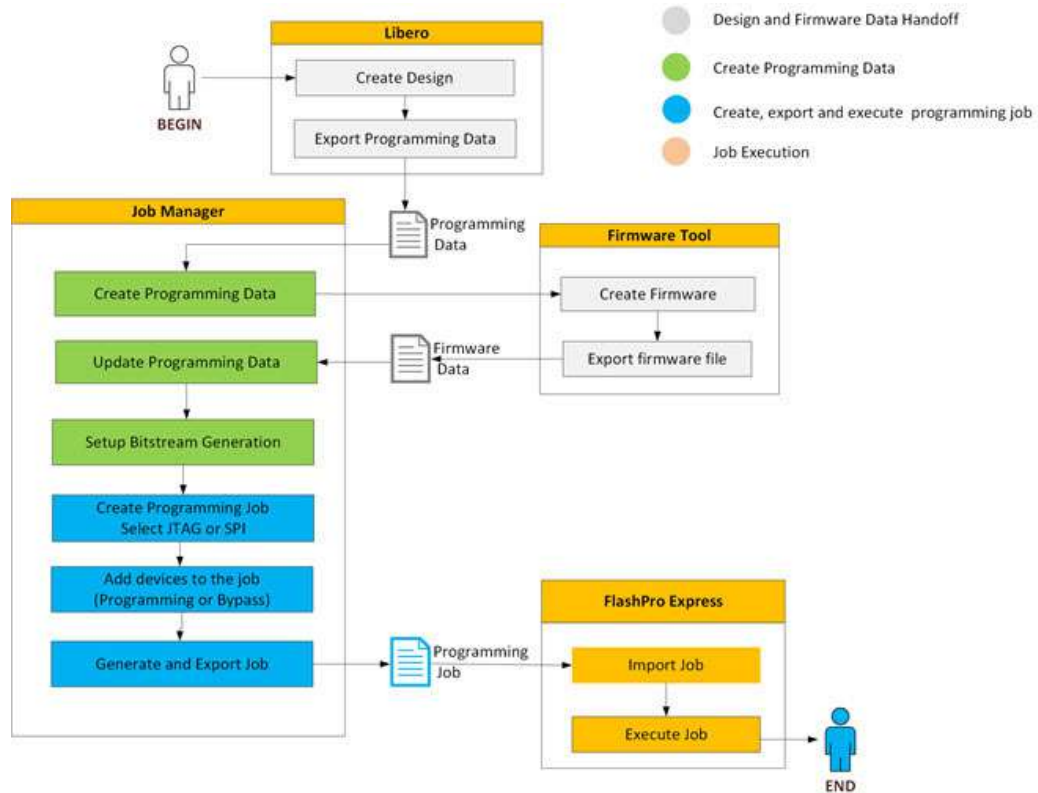 Libero
Create Design
Export Programming Data
BEGIN
Design and Firmware Data Handoff
Create Programming Data
Create, export and execute programming job
Job Execution
Job Manager
Programming
Data
Firmware Tool
Create Programming Data
Create Firmware
Update Programming Data
Firmware
Data
Export firmware file
Setup Bitstream Generation
Create Programming Job
Select JTAG or SPI
Add devices to the job
(Programming or Bypass)
Generate and Export Job
Programming
Job
FlashPro Express
Import Job
Execute Job
END